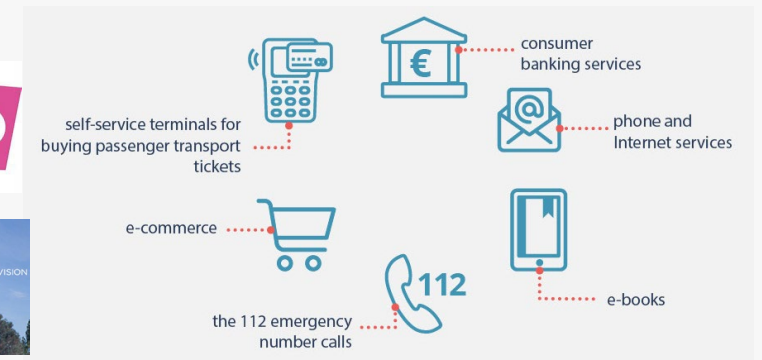 consumer
banking services
€
self-service terminals for
buying passenger transport
tickets
@
phone and
Internet services
e-commerce
VISION
112
e-books
the 112 emergency
number calls